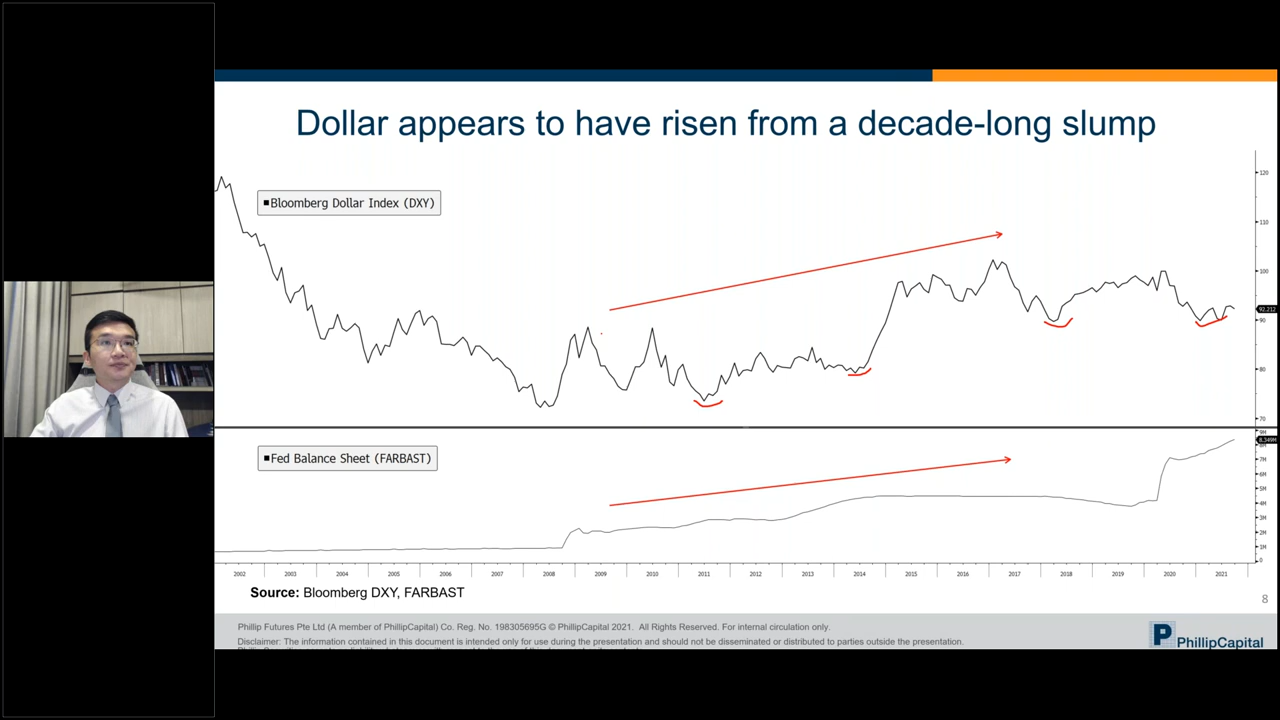 Dollar appears to have risen from a decade-long slump
Bloomberg Dollar Index (DXY)
120
110
100
92.212
90
80
70
Fed Balance Sheet (FARBAST)
9M
8.349M
7M
6M
5M
4M
3M
2M
1M
0
2002 2003 2004 2005 2006 2007 2008 2009 2010 2011 2012 2013 2014 2015 2016 2017 2018 2019 2020 2021
Source: Bloomberg DXY, FARBAST
8
Phillip Futures Pte Ltd (A member of PhillipCapital) Co. Reg. No. 198305695G © PhillipCapital 2021. All Rights Reserved. For internal circulation only.
Disclaimer: The information contained in this document is intended only for use during the presentation and should not be disseminated or distributed to parties outside the presentation.
PhillipCapital